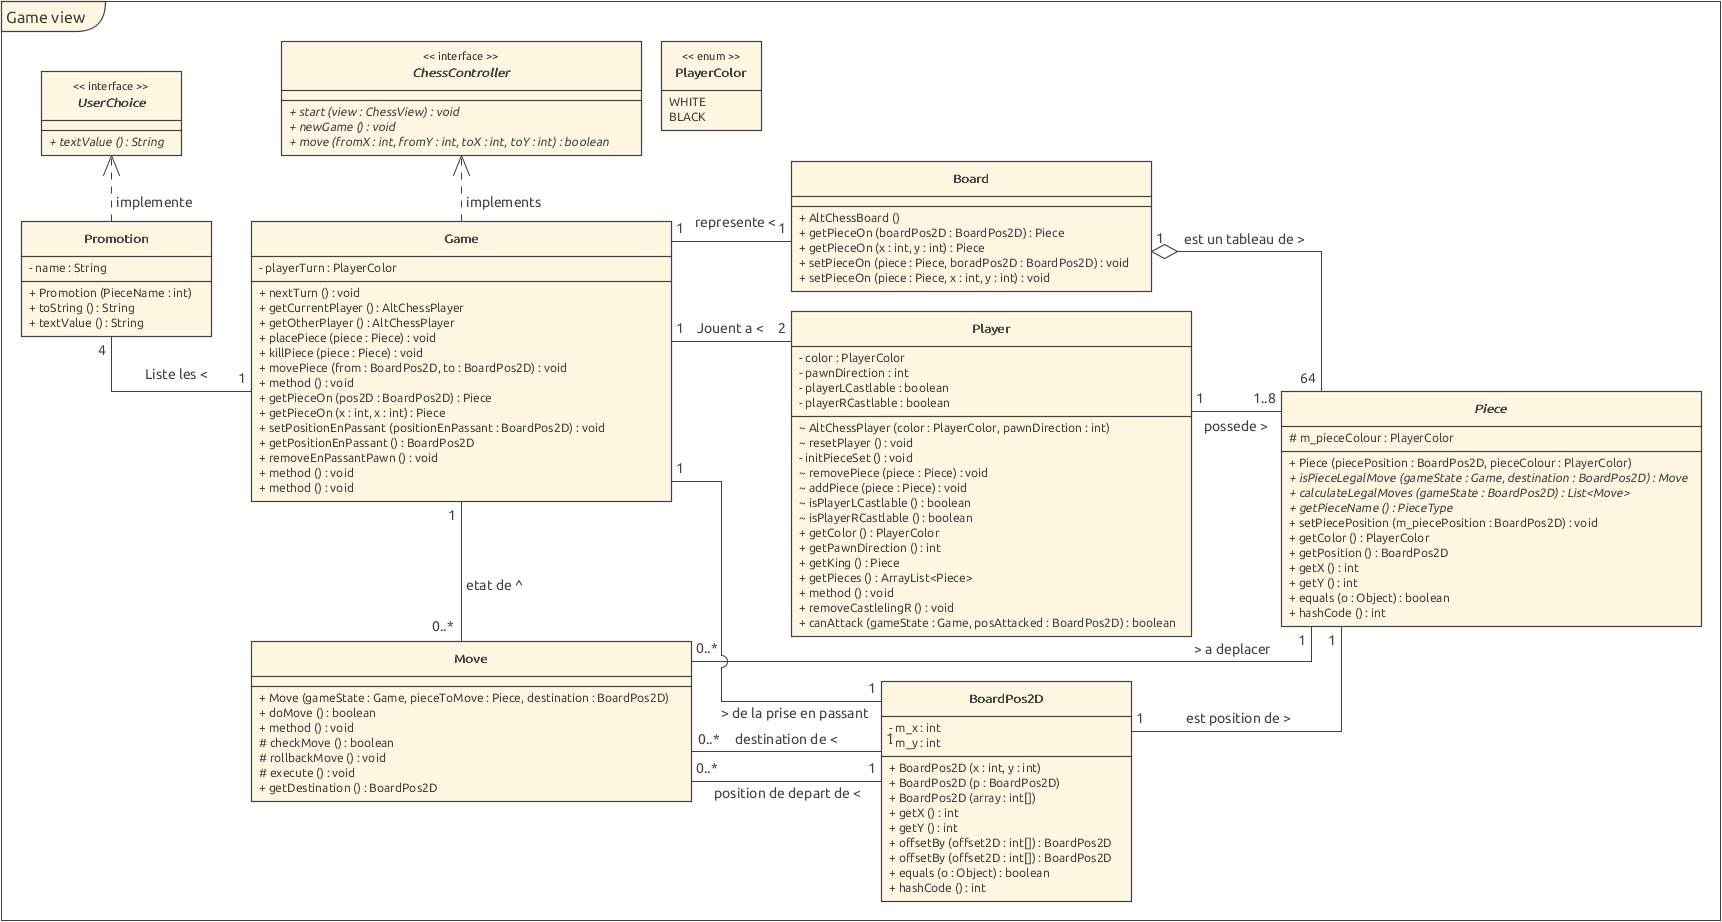 Game view
<< interface >>
UserChoice
+ textValue () : String
<< interface >>
ChessController
+ start (view : ChessView) : void
+ newGame () : void
+ move (fromX : int, fromY : int, toX : int, toY : int) : boolean
<< enum >>
PlayerColor
WHITE
BLACK
implemente
implements
Promotion
- name : String
+ Promotion (PieceName : int)
+ toString () : String
+ textValue () : String
4
Liste les <
1
Game
- playerTurn : PlayerColor
+ nextTurn () : void
+ getCurrentPlayer () : AltChessPlayer
+ getOtherPlayer () : AltChessPlayer
+ placePiece (piece : Piece) : void
+ killPiece (piece : Piece) : void
+ movePiece (from : BoardPos2D, to : BoardPos2D) : void
+ method () : void
+ getPieceOn (pos2D : BoardPos2D) : Piece
+ getPieceOn (x : int, x : int) : Piece
+ setPositionEnPassant (positionEnPassant : BoardPos2D) : void
+ getPositionEnPassant () : BoardPos2D
+ removeEnPassantPawn () : void
+ method () : void
+ method () : void
1
represente <
1
Board
+ AltChessBoard ()
+ getPieceOn (boardPos2D : BoardPos2D) : Piece
+ getPieceOn (x : int, y : int) : Piece
+ setPieceOn (piece : Piece, boradPos2D : BoardPos2D) : void
+ setPieceOn (piece : Piece, x : int, y : int) : void
1
est un tableau de >
64
1
Jouent a <
2
Player
- color : PlayerColor
- pawnDirection : int
- playerLCastlable : boolean
- playerRCastlable : boolean
~ AltChessPlayer (color : PlayerColor, pawnDirection : int)
~ resetPlayer () : void
- initPieceSet () : void
~ removePiece (piece : Piece) : void
~ addPiece (piece : Piece) : void
~ isPlayerLCastlable () : boolean
~ isPlayerRCastlable () : boolean
+ getColor () : PlayerColor
+ getPawnDirection () : int
+ getKing () : Piece
+ getPieces () : ArrayList<Piece>
+ method () : void
+ removeCastlelingR () : void
+ canAttack (gameState : Game, posAttacked : BoardPos2D) : boolean
1
1..8
possede >
Piece
# m_pieceColour : PlayerColor
+ Piece (piecePosition : BoardPos2D, pieceColour : PlayerColor)
+ isPieceLegalMove (gameState : Game, destination : BoardPos2D) : Move
+ calculateLegalMoves (gameState : BoardPos2D) : List<Move>
+ getPieceName () : PieceType
+ setPiecePosition (m_piecePosition : BoardPos2D) : void
+ getColor () : PlayerColor
+ getPosition () : BoardPos2D
+ getX () : int
+ getY () : int
+ equals (o : Object) : boolean
+ hashCode () : int
1
1
etat de ^
0..*
Move
+ Move (gameState : Game, pieceToMove : Piece, destination : BoardPos2D)
+ doMove () : boolean
+ method () : void
# checkMove () : boolean
# rollbackMove () : void
# execute () : void
+ getDestination () : BoardPos2D
0..*
> a deplacer
1
1
1
> de la prise en passant
0..*
destination de <
1
0..*
1
position de depart de <
BoardPos2D
- m_x : int
- m_y : int
+ BoardPos2D (x : int, y : int)
+ BoardPos2D (p : BoardPos2D)
+ BoardPos2D (array : int[])
+ getX () : int
+ getY () : int
+ offsetBy (offset2D : int[]) : BoardPos2D
+ offsetBy (offset2D : int[]) : BoardPos2D
+ equals (o : Object) : boolean
+ hashCode () : int
1
est position de >